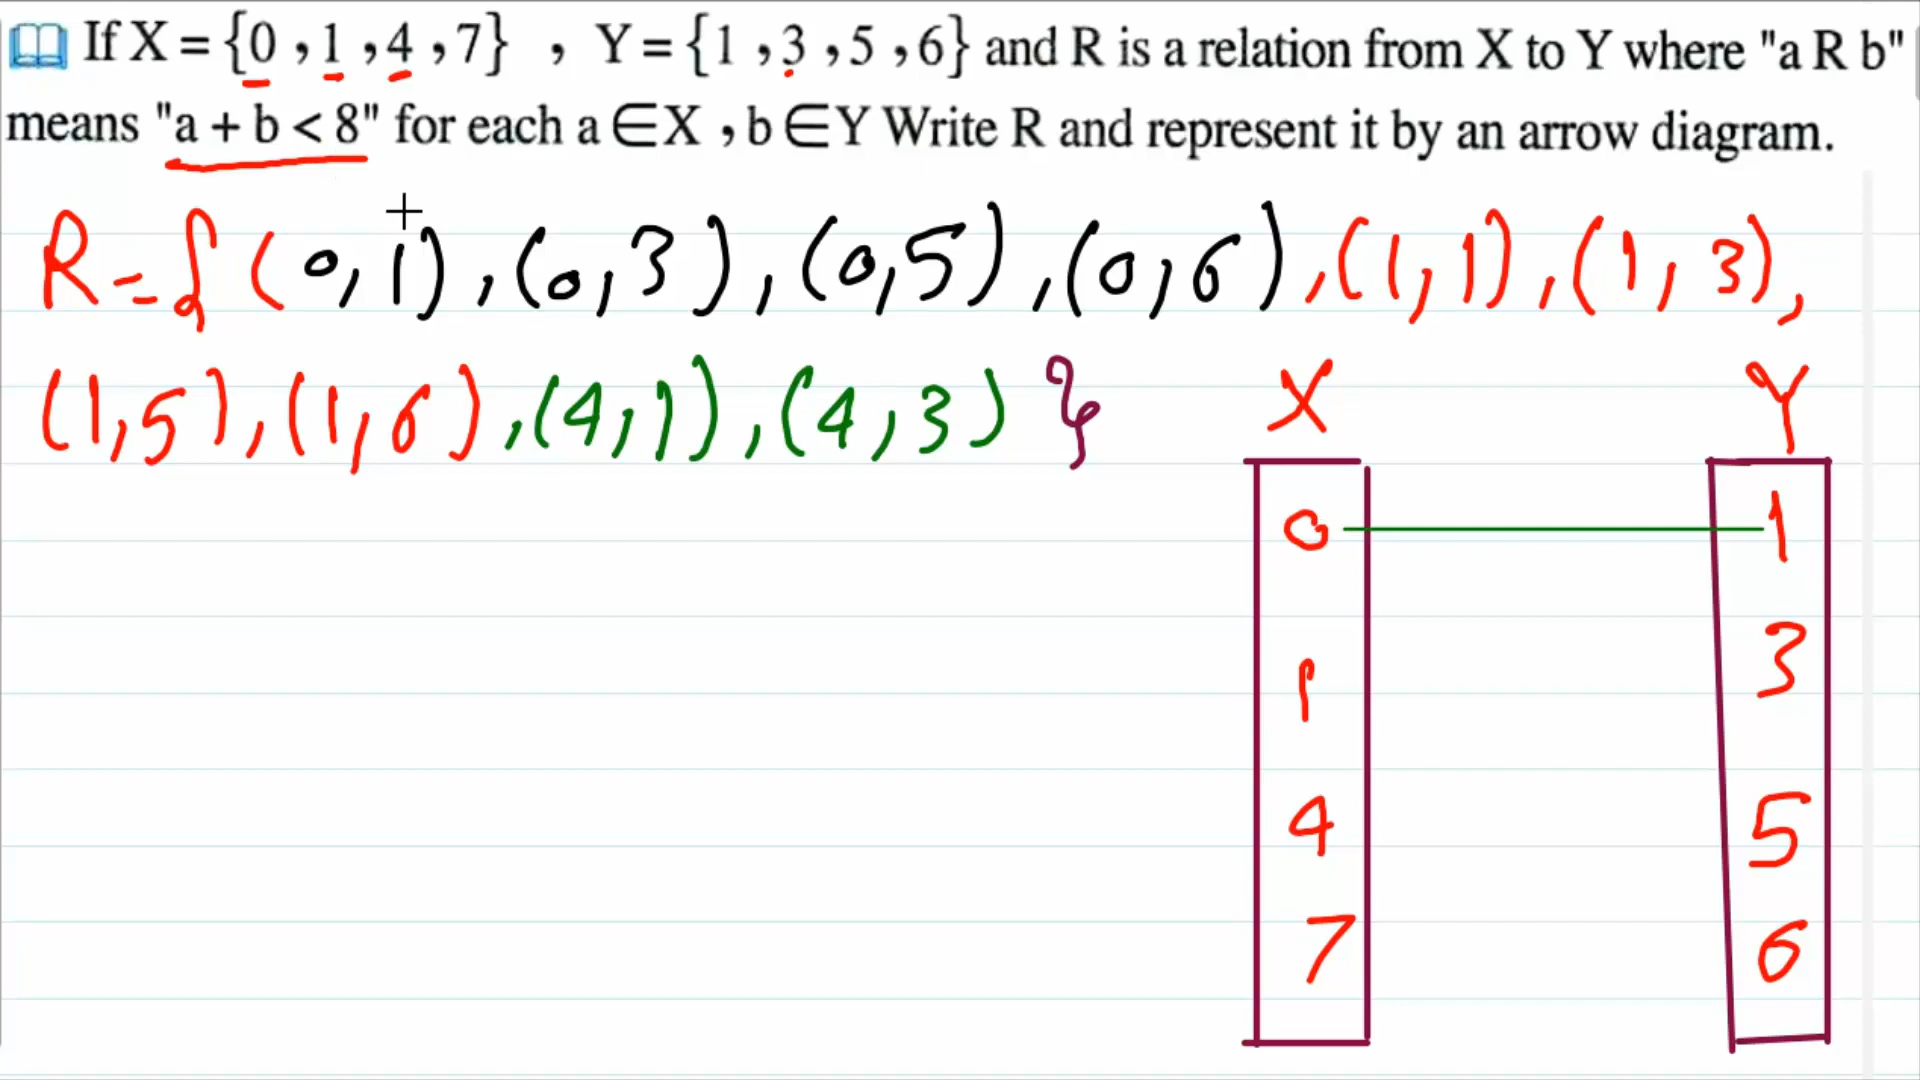 If X = {0 , 1 , 4 , 7} , Y = {1 , 3 , 5 , 6} and R is a relation from X to Y where "a R b"
means "a + b < 8" for each a ∈ X , b ∈ Y Write R and represent it by an arrow diagram.
R = { (0,1) , (0,3) , (0,5) , (0,6) , (1,1) , (1,3) ,
(1,5) , (1,6) , (4,1) , (4,3) }
X Y
0 1
1 3
4 5
7 6